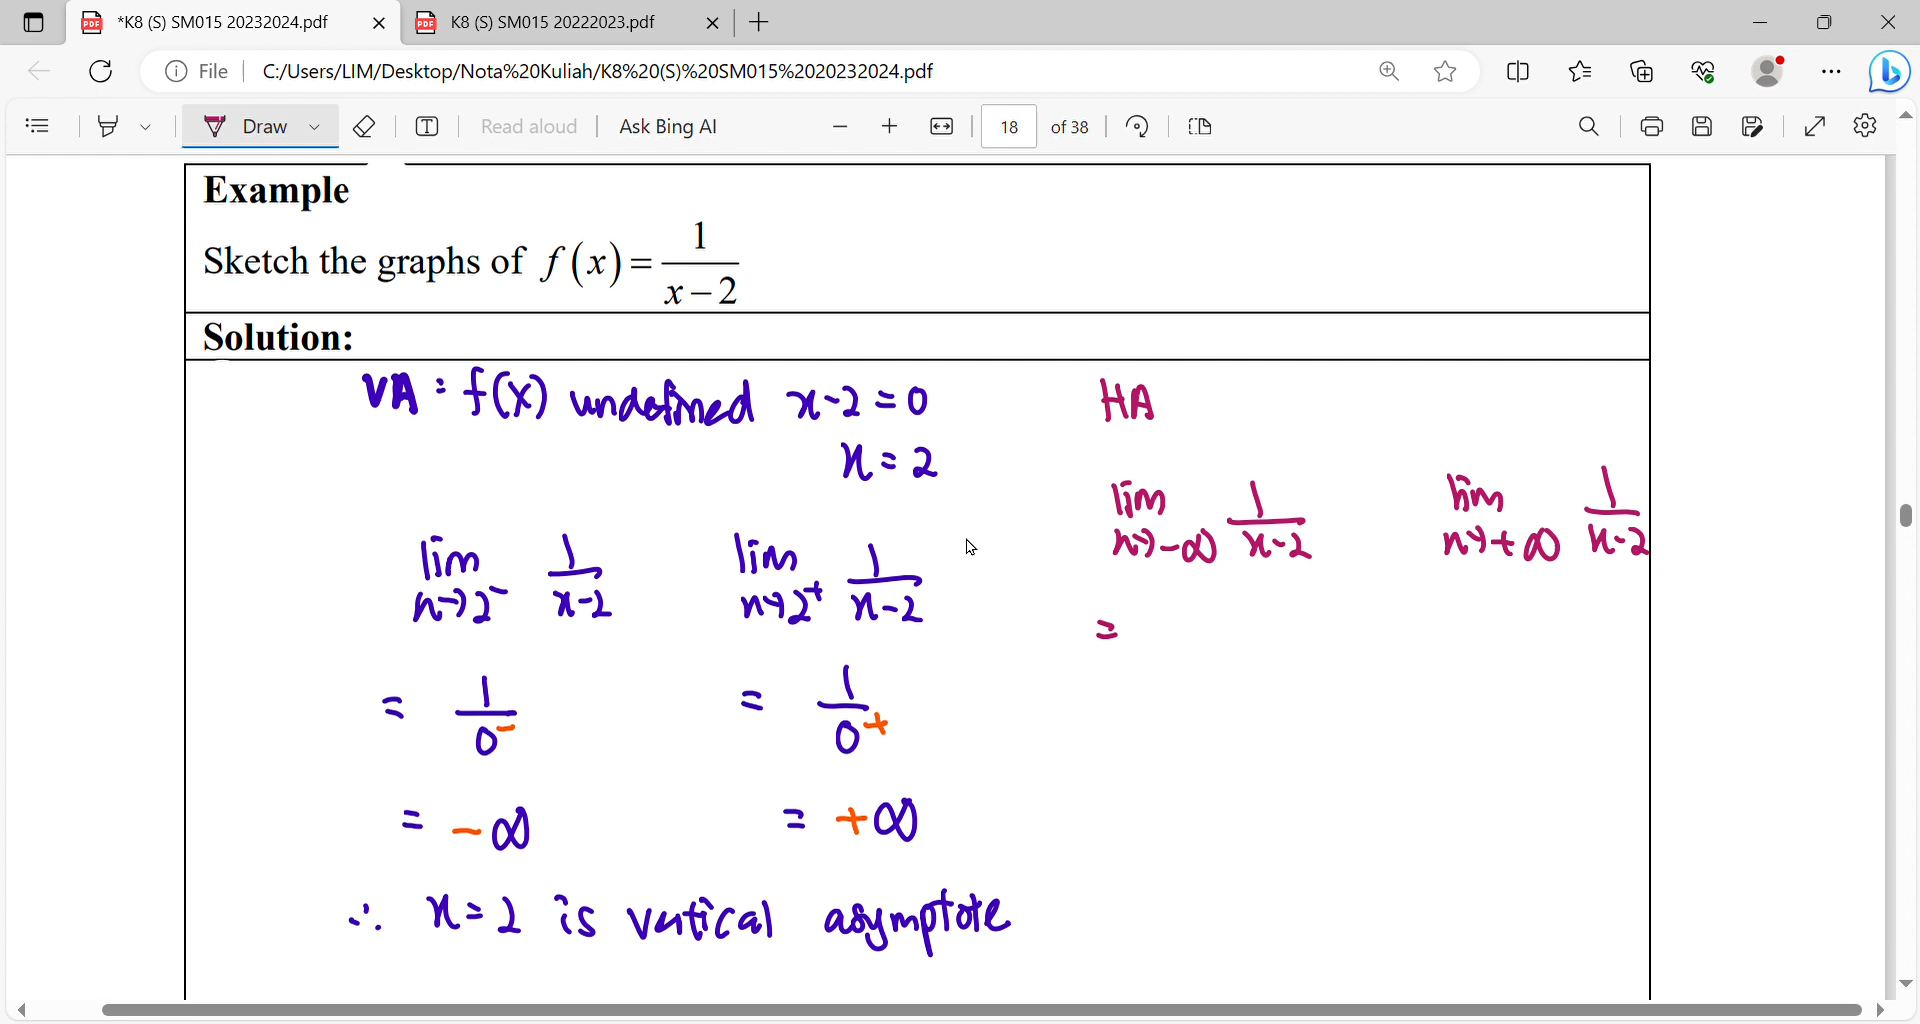 *K8 (S) SM015 20232024.pdf
K8 (S) SM015 20222023.pdf
File
C:/Users/LIM/Desktop/Nota%20Kuliah/K8%20(S)%20SM015%2020232024.pdf
Draw
Read aloud
Ask Bing AI
18 of 38
Example
Sketch the graphs of f(x) = 1/(x-2)
Solution:
VA : f(x) undefined x-2 = 0
x = 2
HA
lim x→-∞ 1/(x-2)
lim x→+∞ 1/(x-2)
=
lim x→2⁻ 1/(x-2)
lim x→2⁺ 1/(x-2)
= 1/0⁻
= 1/0⁺
= -∞
= +∞
∴ x = 2 is vertical asymptote